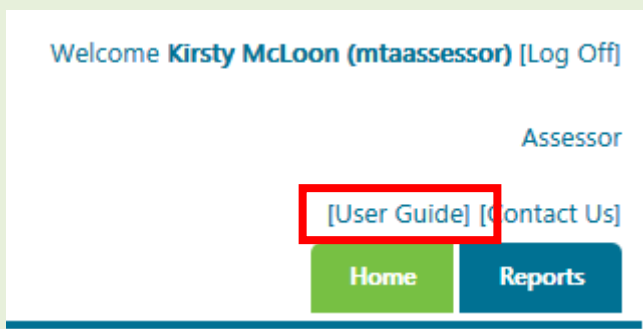 Welcome Kirsty McLoon (mtaassessor) [Log Off]
Assessor
[User Guide] [Contact Us]
Home Reports